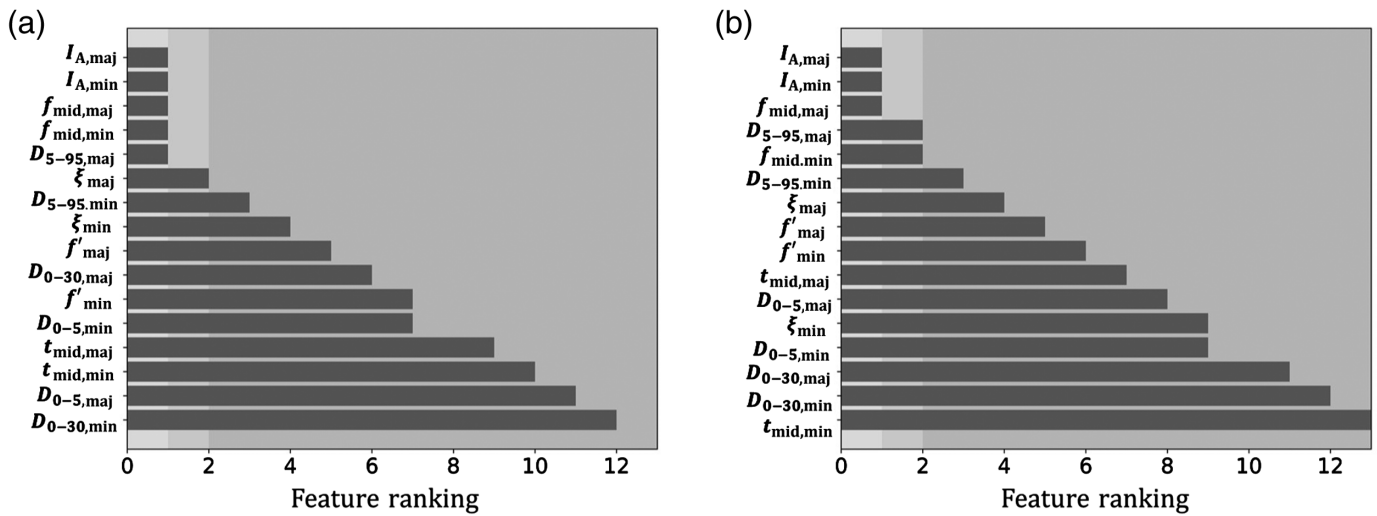 (a)
I_A,maj
I_A,min
f_mid,maj
f_mid,min
D_5−95,maj
ξ_maj
D_5−95.min
ξ_min
f′_maj
D_0−30,maj
f′_min
D_0−5,min
t_mid,maj
t_mid,min
D_0−5,maj
D_0−30,min
0 2 4 6 8 10 12
Feature ranking
(b)
I_A,maj
I_A,min
f_mid,maj
D_5−95,maj
f_mid.min
D_5−95.min
ξ_maj
f′_maj
f′_min
t_mid,maj
D_0−5,maj
ξ_min
D_0−5,min
D_0−30,maj
D_0−30,min
t_mid,min
0 2 4 6 8 10 12
Feature ranking